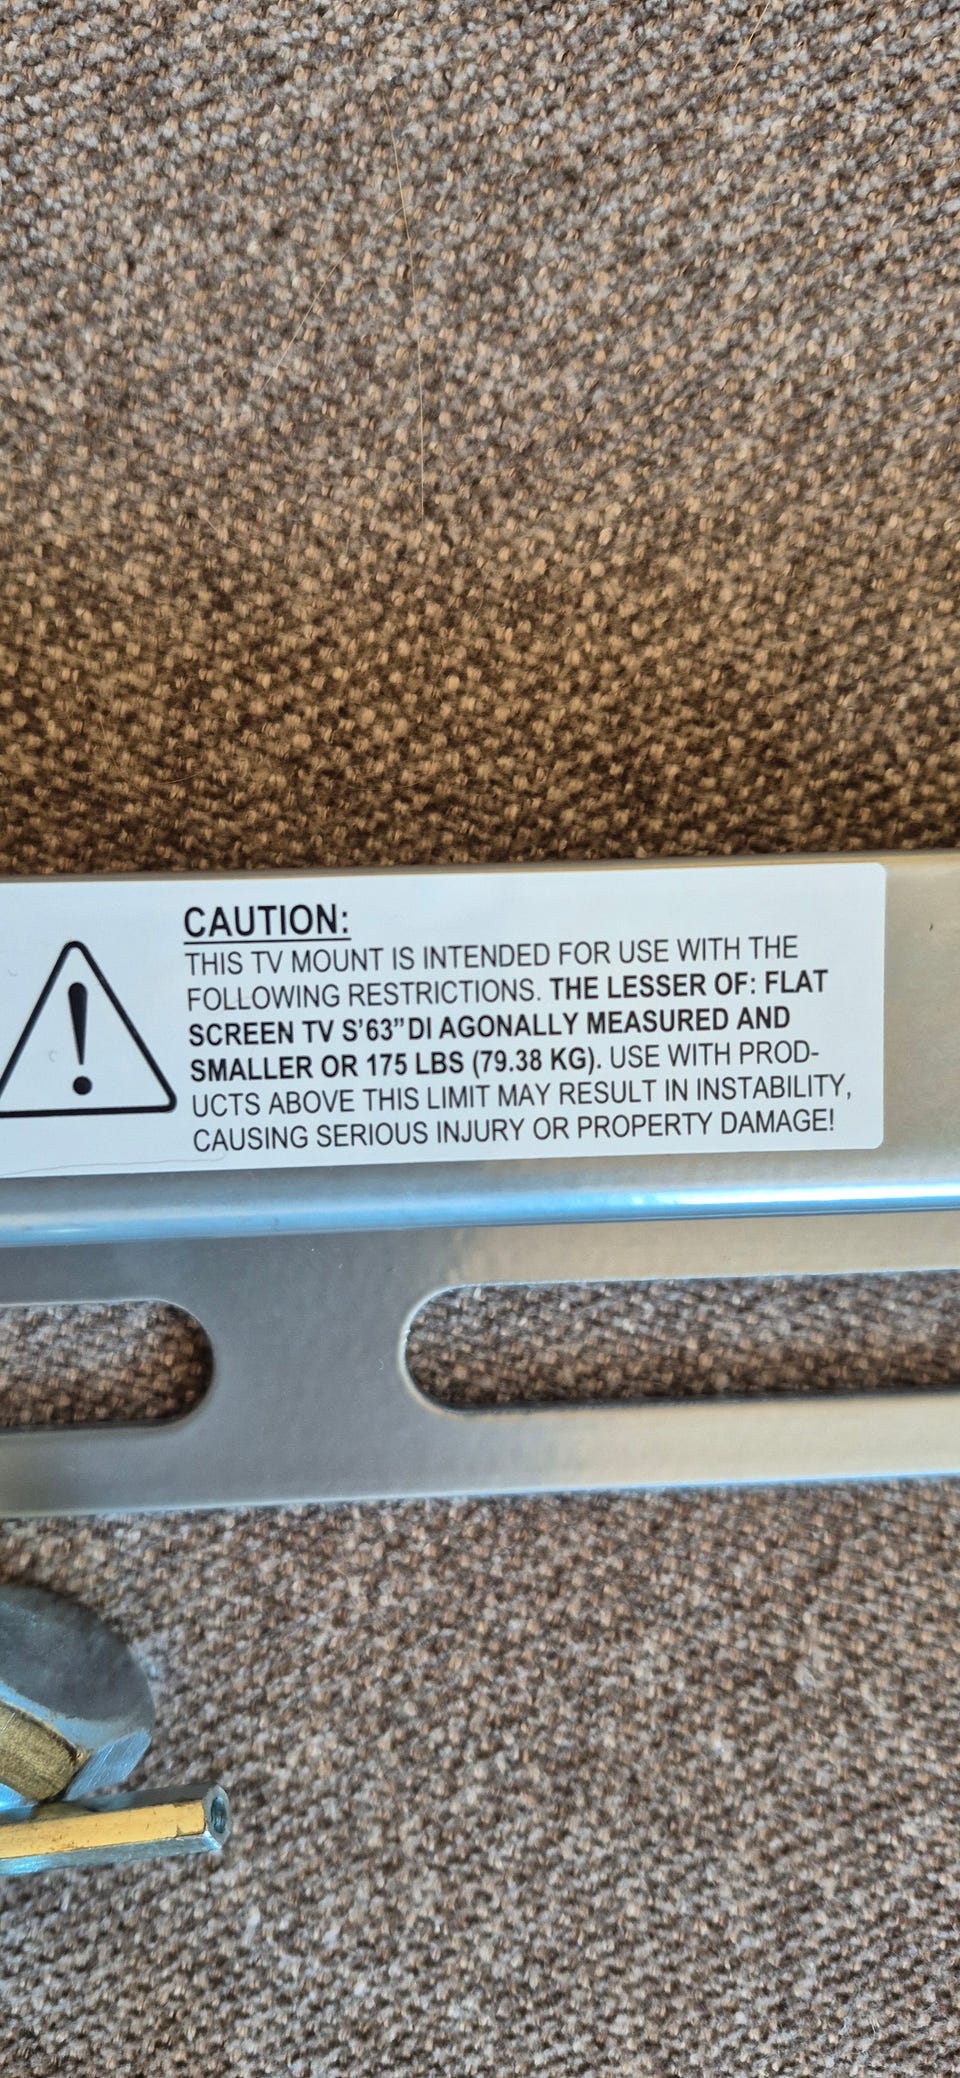 CAUTION:
THIS TV MOUNT IS INTENDED FOR USE WITH THE
FOLLOWING RESTRICTIONS. THE LESSER OF: FLAT
SCREEN TV S'63"DI AGONALLY MEASURED AND
SMALLER OR 175 LBS (79.38 KG). USE WITH PROD-
UCTS ABOVE THIS LIMIT MAY RESULT IN INSTABILITY,
CAUSING SERIOUS INJURY OR PROPERTY DAMAGE!